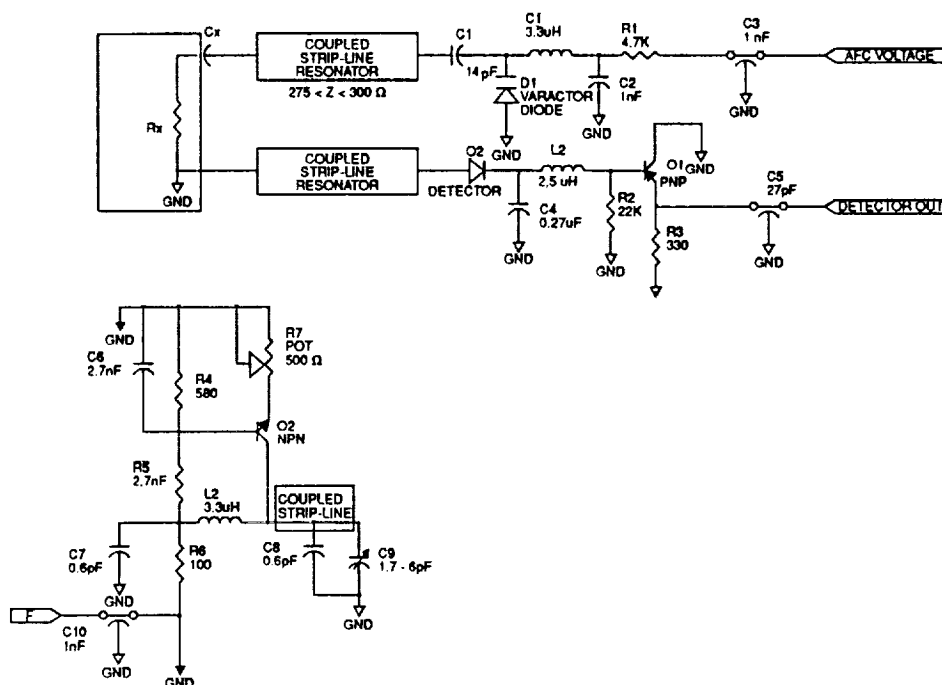 Cx
COUPLED
STRIP-LINE
RESONATOR
275 < Z < 300 Ω
C1
14 pF
C1
3.3uH
R1
4.7K
C3
1 nF
AFC VOLTAGE
GND
D1
VARACTOR
DIODE
C2
1nF
GND
GND
Rx
GND
COUPLED
STRIP-LINE
RESONATOR
O2
DETECTOR
L2
2,5 uH
O1
PNP
GND
C4
0.27uF
GND
R2
22K
GND
R3
330
C5
27pF
GND
DETECTOR OUT
GND
C6
2.7nF
R4
580
R7
POT
500 Ω
O2
NPN
R5
2.7nF
L2
3.3uH
COUPLED
STRIP-LINE
C7
0.6pF
GND
R6
100
C8
0.6pF
C9
1.7 - 6pF
GND
F
C10
1nF
GND
GND